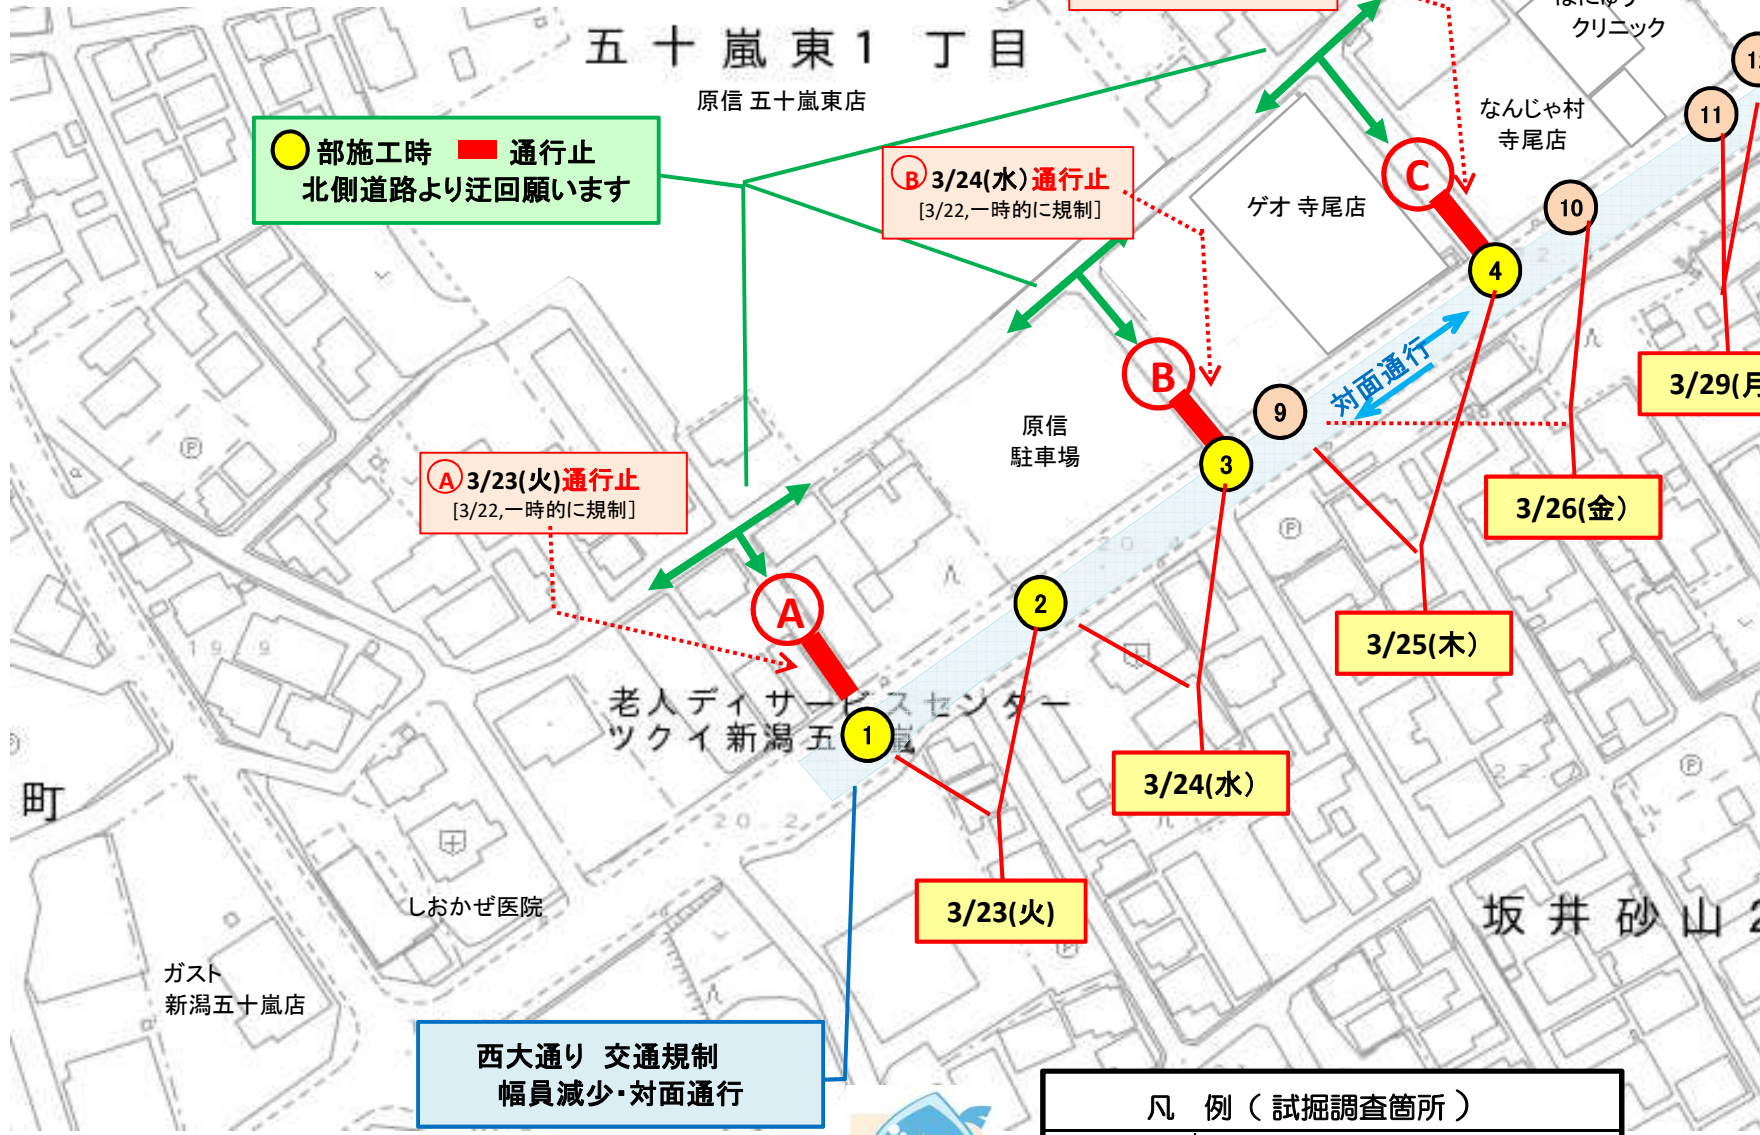 五十嵐東1 丁目
原信 五十嵐東店
クリニック
なんじゃ村
寺尾店
11
10
部施工時 通行止
北側道路より迂回願います
B 3/24(水)通行止
[3/22,一時的に規制]
ゲオ 寺尾店
C
4
対面通行
3/29(月
B
9
原信
駐車場
3
A 3/23(火)通行止
[3/22,一時的に規制]
3/26(金)
2
A
3/25(木)
19.9
老人ディサービスセンター
ツクイ新潟五十嵐
1
3/24(水)
町
20.2
しおかぜ医院
3/23(火)
坂井砂山2
ガスト
新潟五十嵐店
西大通り 交通規制
幅員減少・対面通行
凡 例（試掘調査箇所）